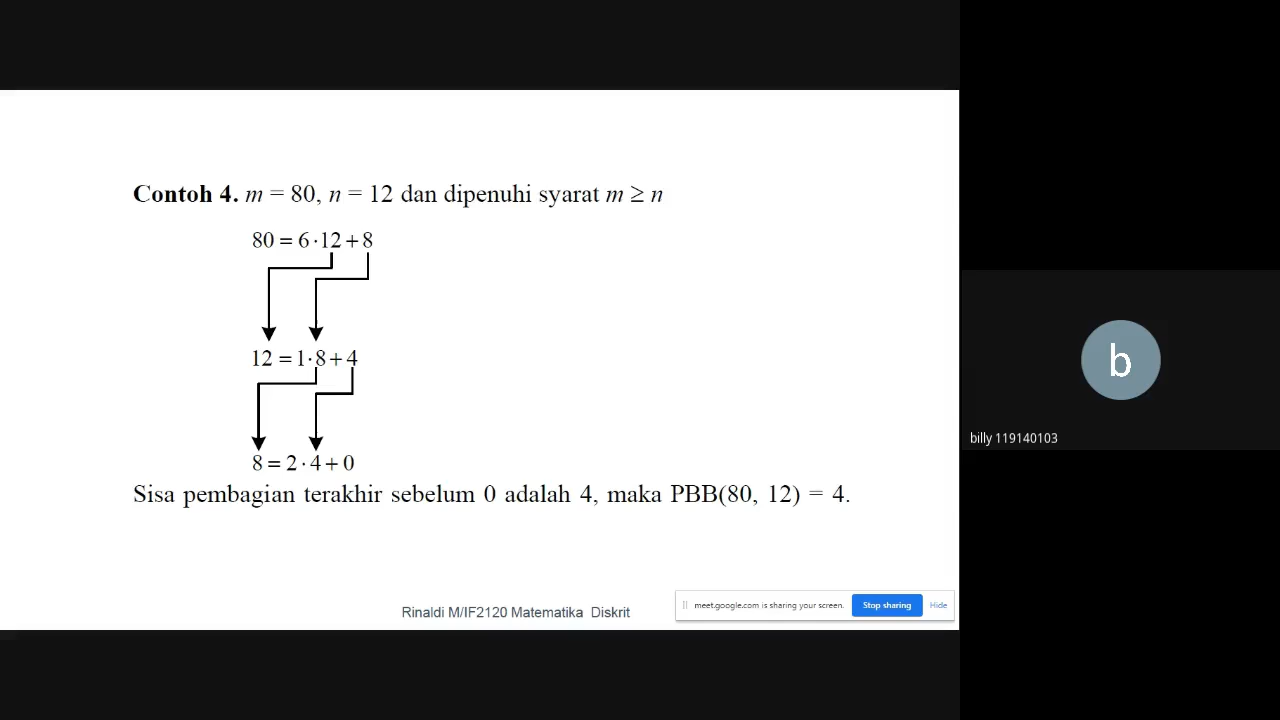 Contoh 4. m = 80, n = 12 dan dipenuhi syarat m ≥ n
80 = 6·12+8
12 = 1·8+4
8 = 2·4+0
Sisa pembagian terakhir sebelum 0 adalah 4, maka PBB(80, 12) = 4.
Rinaldi M/IF2120 Matematika Diskrit
meet.google.com is sharing your screen. Stop sharing Hide
b
billy 119140103